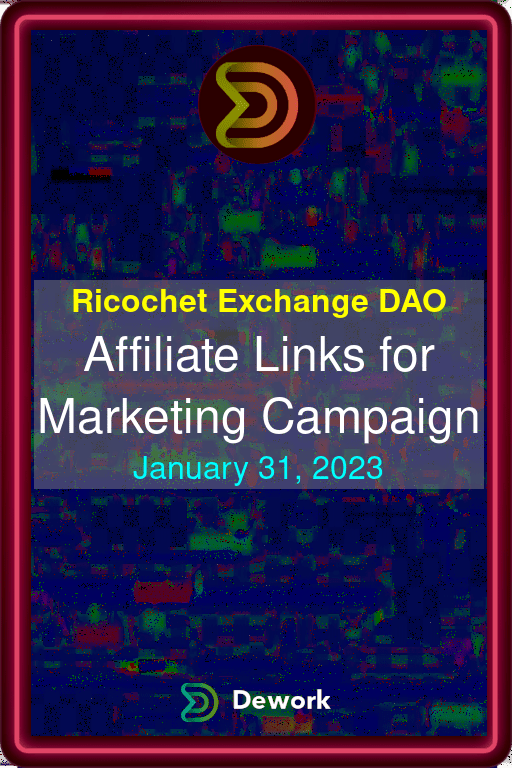 Ricochet Exchange DAO
Affiliate Links for
Marketing Campaign
January 31, 2023
Dework